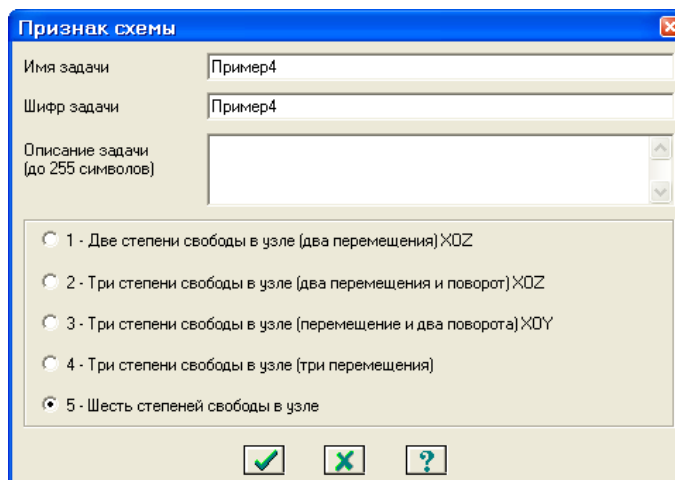 Признак схемы
Имя задачи
Пример4
Шифр задачи
Пример4
Описание задачи
(до 255 символов)
1 - Две степени свободы в узле (два перемещения) X0Z
2 - Три степени свободы в узле (два перемещения и поворот) X0Z
3 - Три степени свободы в узле (перемещение и два поворота) X0Y
4 - Три степени свободы в узле (три перемещения)
5 - Шесть степеней свободы в узле
?